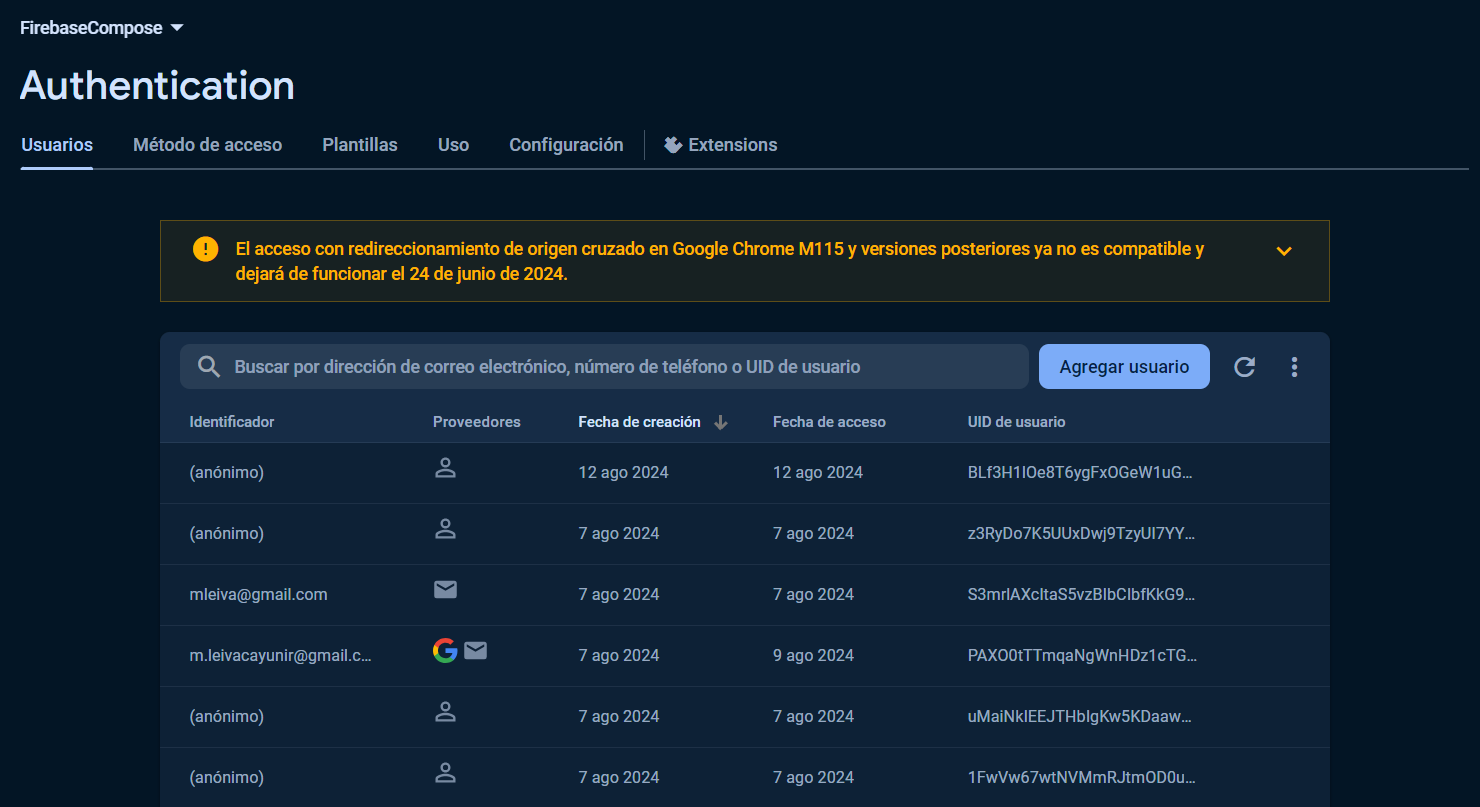 FirebaseCompose
Authentication
Usuarios Método de acceso Plantillas Uso Configuración Extensions
El acceso con redireccionamiento de origen cruzado en Google Chrome M115 y versiones posteriores ya no es compatible y
dejará de funcionar el 24 de junio de 2024.
Buscar por dirección de correo electrónico, número de teléfono o UID de usuario Agregar usuario
Identificador Proveedores Fecha de creación Fecha de acceso UID de usuario
(anónimo) 12 ago 2024 12 ago 2024 BLf3H1lOe8T6ygFxOGeW1uG...
(anónimo) 7 ago 2024 7 ago 2024 z3RyDo7K5UUxDwj9TzyUI7YY...
mleiva@gmail.com 7 ago 2024 7 ago 2024 S3mrlAXcItaS5vzBIbClbfKkG9...
m.leivacayunir@gmail.c... 7 ago 2024 9 ago 2024 PAXO0tTTmqaNgWnHDz1cTG...
(anónimo) 7 ago 2024 7 ago 2024 uMaiNklEEJTHbIgKw5KDaaw...
(anónimo) 7 ago 2024 7 ago 2024 1FwVw67wtNVMmRJtmOD0u...